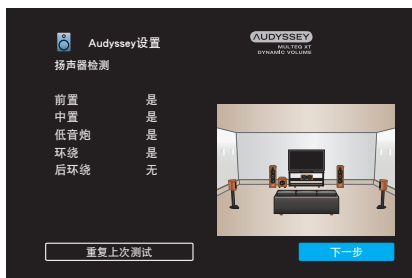 Audyssey设置
AUDYSSEY
MULTEQ XT
DYNAMIC VOLUME
扬声器检测
前置 是
中置 是
低音炮 是
环绕 是
后环绕 无
重复上次测试
下一步